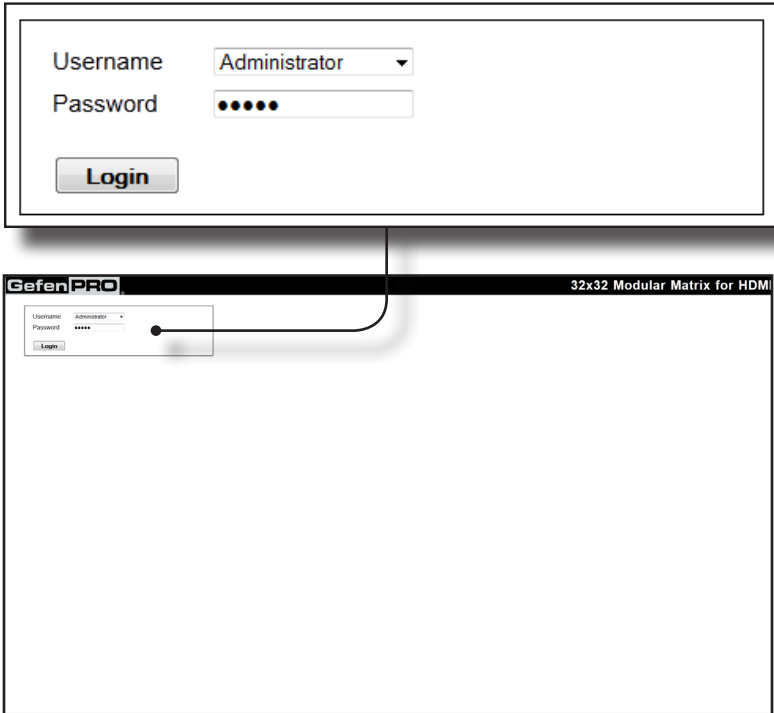 Username Administrator
Password •••••
Login
GefenPRO 32x32 Modular Matrix for HDMI
Username Administrator
Password •••••
Login